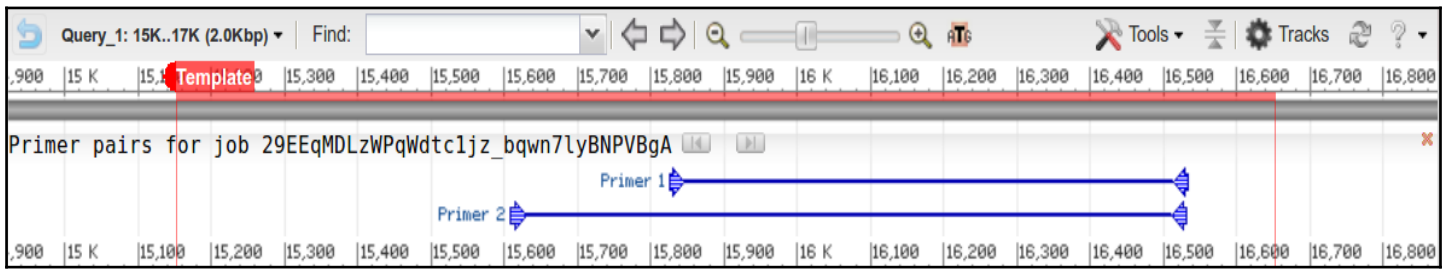 Query_1: 15K..17K (2.0Kbp) Find: ATG Tools Tracks ?
,900 15 K 15,1 Template 0 15,300 15,400 15,500 15,600 15,700 15,800 15,900 16 K 16,100 16,200 16,300 16,400 16,500 16,600 16,700 16,800
Primer pairs for job 29EEqMDLzWPqWdtc1jz_bqwn7lyBNPVBgA
Primer 1
Primer 2
,900 15 K 15,100 15,200 15,300 15,400 15,500 15,600 15,700 15,800 15,900 16 K 16,100 16,200 16,300 16,400 16,500 16,600 16,700 16,800